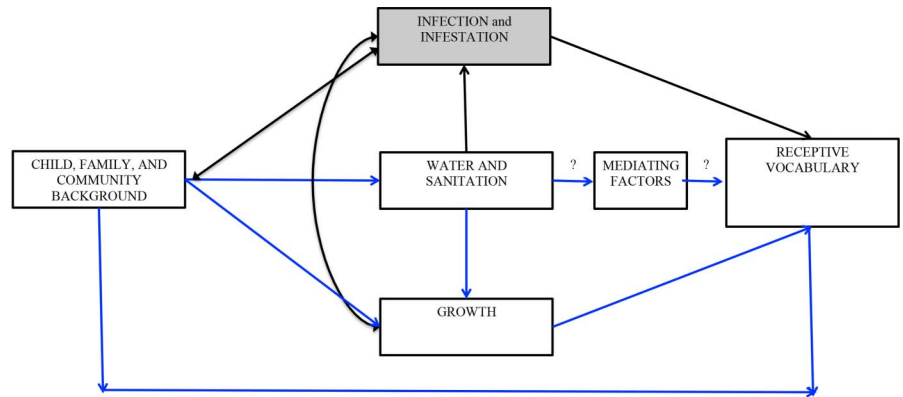 INFECTION and
INFESTATION
CHILD, FAMILY, AND
COMMUNITY
BACKGROUND
WATER AND
SANITATION
?
MEDIATING
FACTORS
?
RECEPTIVE
VOCABULARY
GROWTH